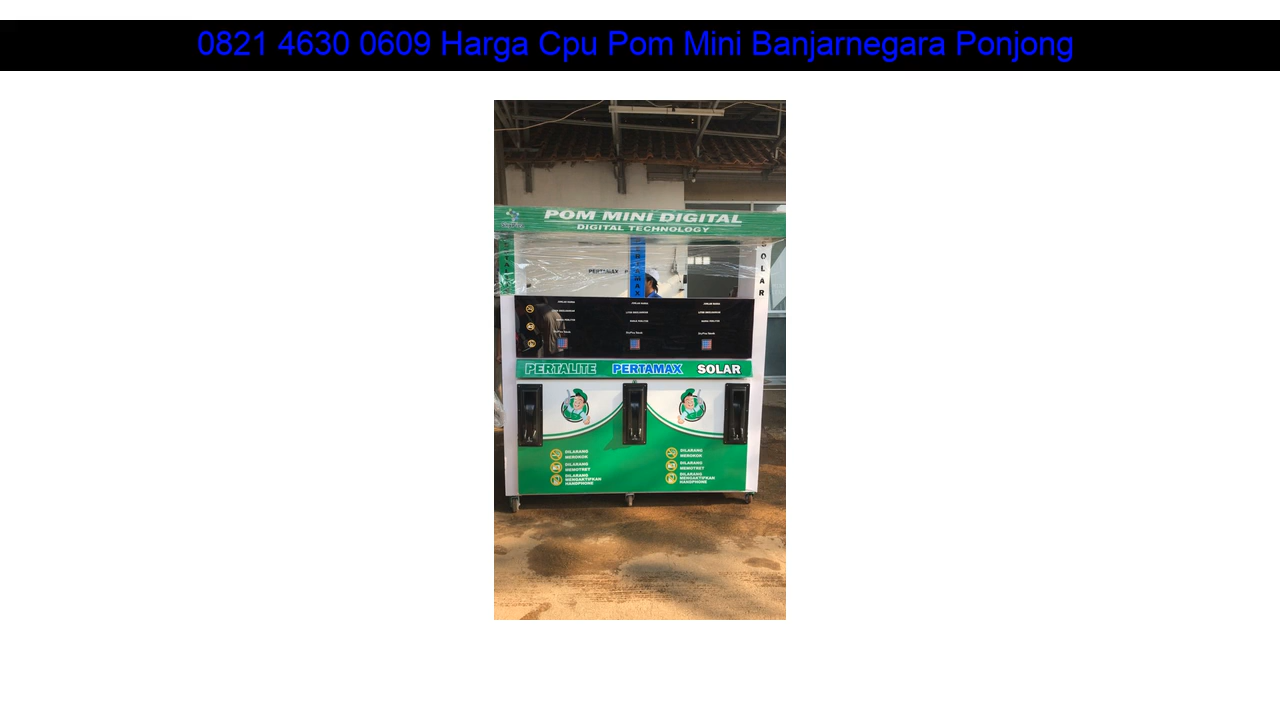 0821 4630 0609 Harga Cpu Pom Mini Banjarnegara Ponjong
POM MINI DIGITAL
DIGITAL TECHNOLOGY
PERTAMAX
SOLAR
PERTALITE PERTAMAX SOLAR
DILARANG
MEROKOK
DILARANG
MEMOTRET
DILARANG
MENGAKTIFKAN
HANDPHONE
DILARANG
MEROKOK
DILARANG
MEMOTRET
DILARANG
MENGAKTIFKAN
HANDPHONE